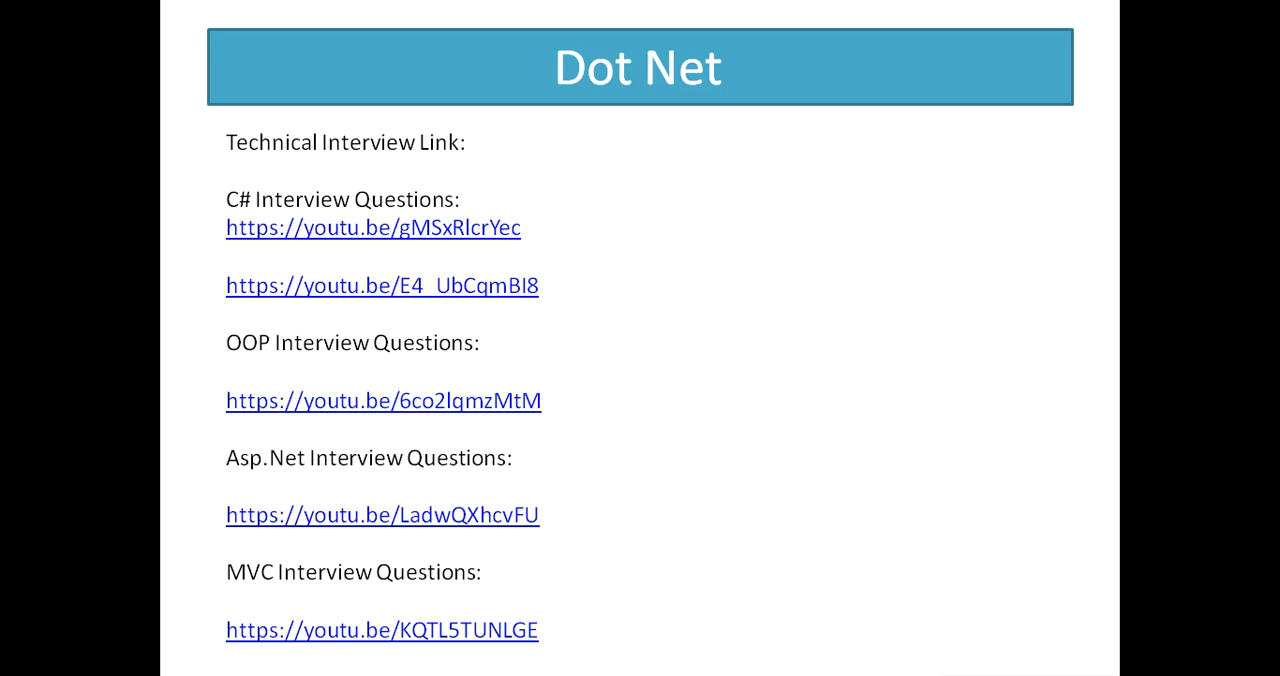 Dot Net
Technical Interview Link:
C# Interview Questions:
https://youtu.be/gMSxRlcrYec
https://youtu.be/E4_UbCqmBI8
OOP Interview Questions:
https://youtu.be/6co2lqmzMtM
Asp.Net Interview Questions:
https://youtu.be/LadwQXhcvFU
MVC Interview Questions:
https://youtu.be/KQTL5TUNLGE